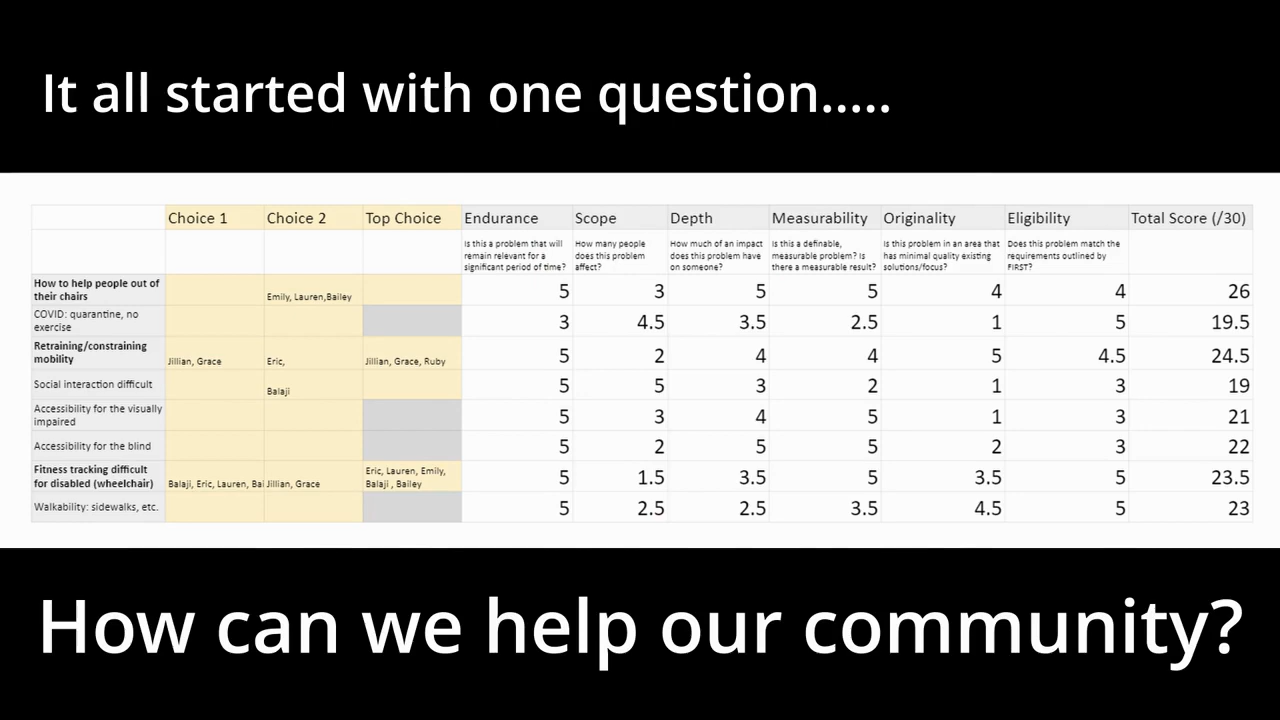 It all started with one question.....
Choice 1 Choice 2 Top Choice Endurance Scope Depth Measurability Originality Eligibility Total Score (/30)
Is this a problem that will remain relevant for a significant period of time? How many people does this problem affect? How much of an impact does this problem have on someone? Is this a definable, measurable problem? Is there a measurable result? Is this problem in an area that has minimal quality existing solutions/focus? Does this problem match the requirements outlined by FIRST?
How to help people out of their chairs Emily, Lauren,Bailey 5 3 5 5 4 4 26
COVID: quarantine, no exercise 3 4.5 3.5 2.5 1 5 19.5
Retraining/constraining mobility Jillian, Grace Eric, Jillian, Grace, Ruby 5 2 4 4 5 4.5 24.5
Social interaction difficult Balaji 5 5 3 2 1 3 19
Accessibility for the visually impaired 5 3 4 5 1 3 21
Accessibility for the blind 5 2 5 5 2 3 22
Fitness tracking difficult for disabled (wheelchair) Balaji, Eric, Lauren, Bai Jillian, Grace Eric, Lauren, Emily, Balaji , Bailey 5 1.5 3.5 5 3.5 5 23.5
Walkability: sidewalks, etc. 5 2.5 2.5 3.5 4.5 5 23
How can we help our community?